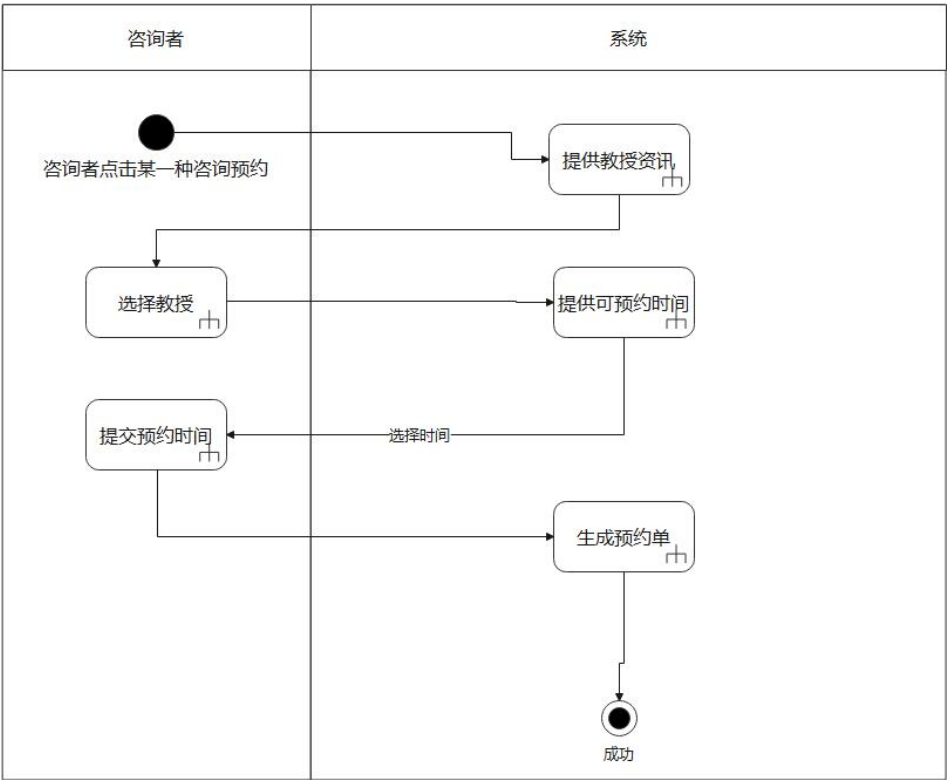 咨询者
系统
咨询者点击某一种咨询预约
提供教授资讯
选择教授
提供可预约时间
提交预约时间
选择时间
生成预约单
成功